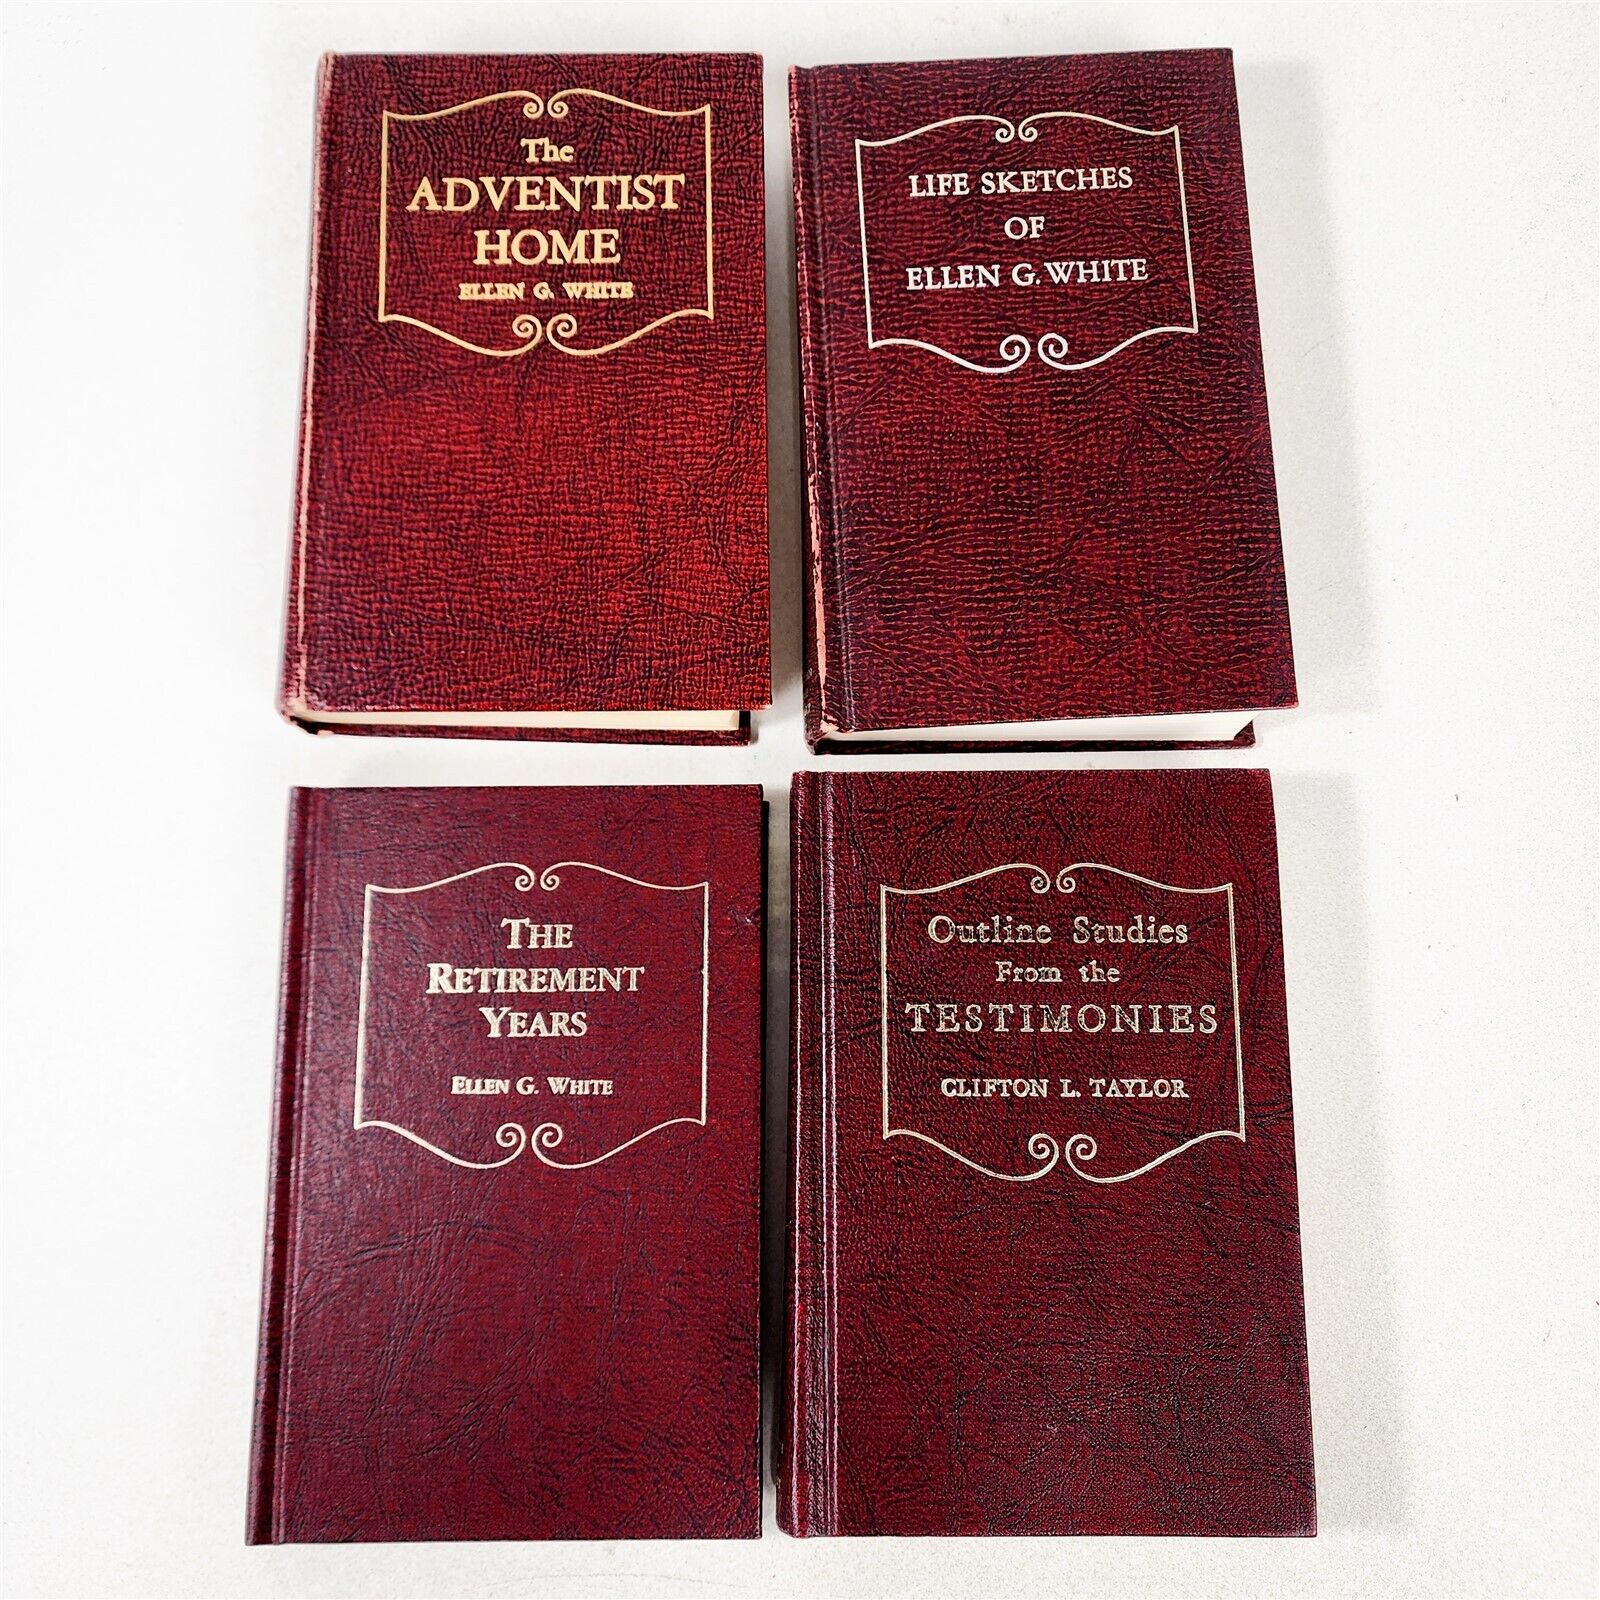 The
ADVENTIST
HOME
ELLEN G. WHITE
LIFE SKETCHES
OF
ELLEN G. WHITE
THE
RETIREMENT
YEARS
ELLEN G. WHITE
Outline Studies
From the
TESTIMONIES
CLIFTON L. TAYLOR